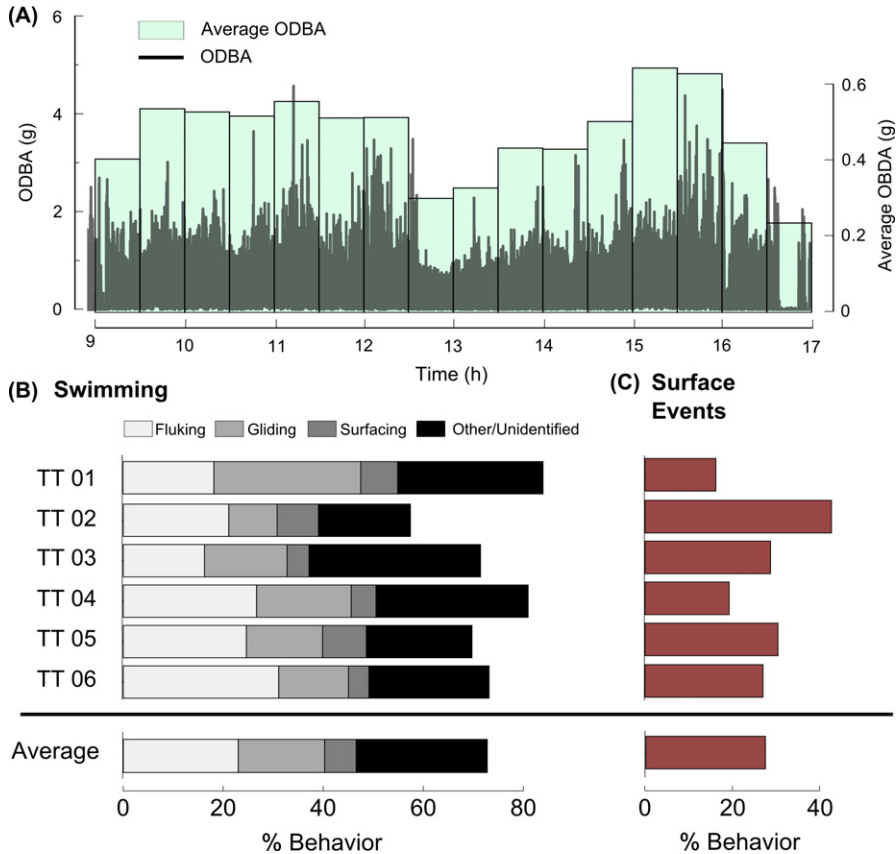 (A)
6
4
2
0
ODBA (g)
Average ODBA
ODBA
0.6
0.4
0.2
0
Average OBDA (g)
9 10 11 12 13 14 15 16 17
Time (h)
(B) Swimming
(C) Surface
Events
Fluking Gliding Surfacing Other/Unidentified
TT 01
TT 02
TT 03
TT 04
TT 05
TT 06
Average
0 20 40 60 80
% Behavior
0 20 40
% Behavior